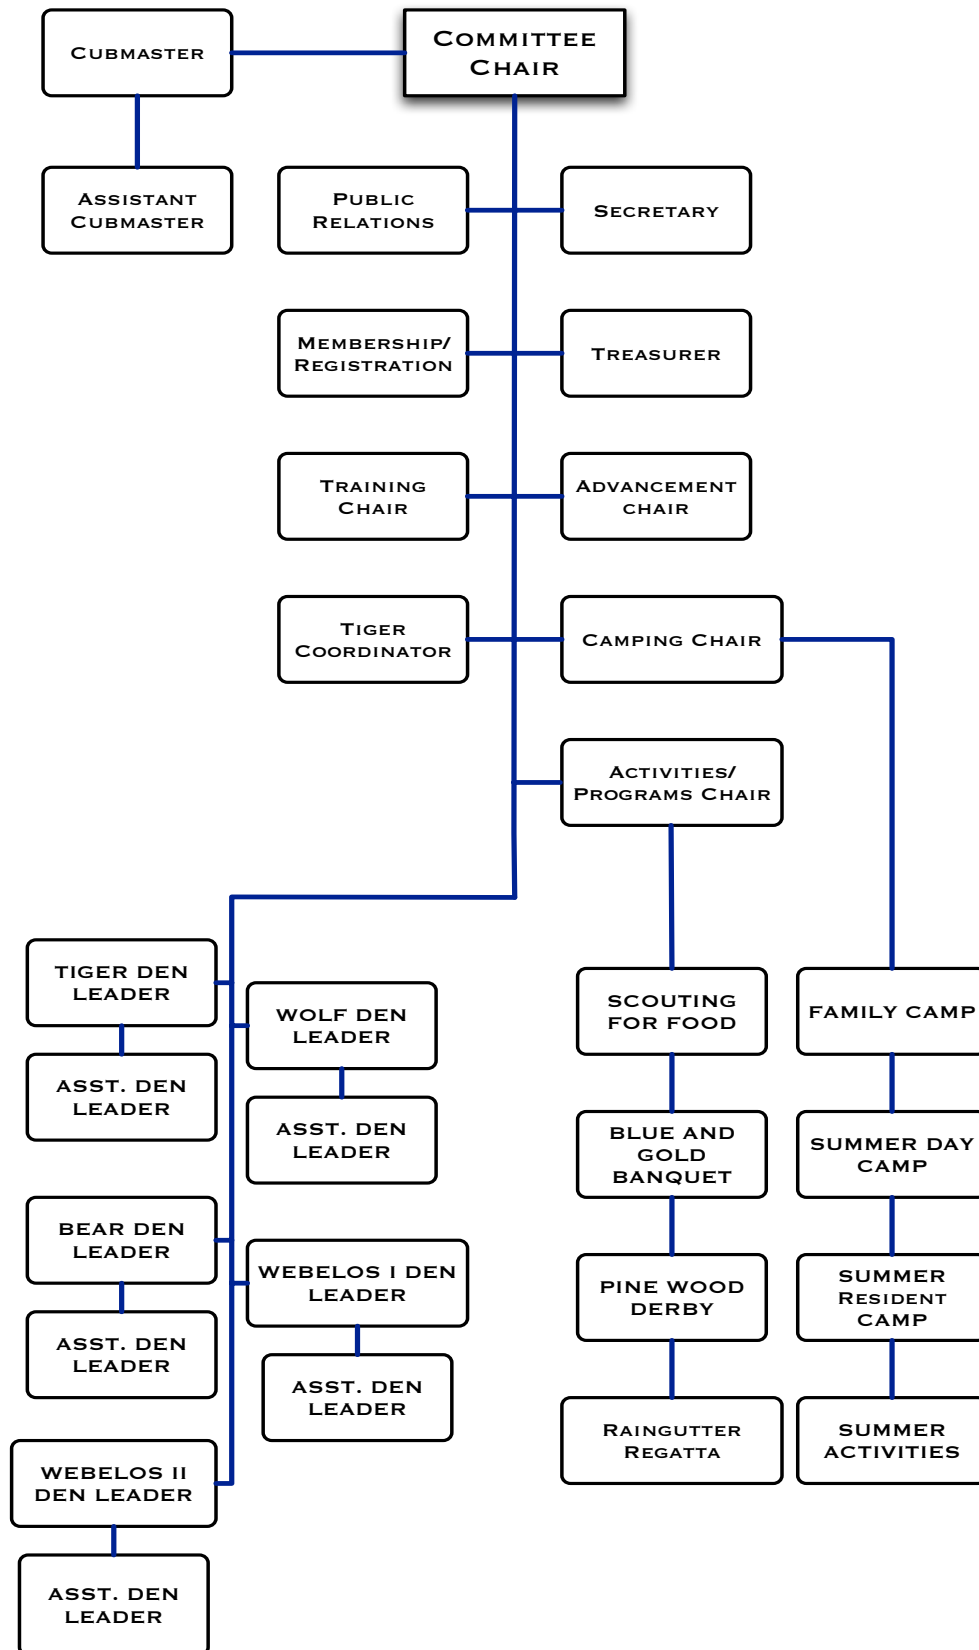 Cubmaster
Committee
Chair
Assistant
Cubmaster
Public
Relations
Secretary
Membership/
Registration
Treasurer
Training
Chair
Advancement
chair
Tiger
Coordinator
Camping Chair
Activities/
Programs Chair
TIGER DEN
LEADER
ASST. DEN
LEADER
WOLF DEN
LEADER
ASST. DEN
LEADER
BEAR DEN
LEADER
ASST. DEN
LEADER
WEBELOS I DEN
LEADER
ASST. DEN
LEADER
WEBELOS II
DEN LEADER
ASST. DEN
LEADER
SCOUTING
FOR FOOD
BLUE AND
GOLD
BANQUET
PINE WOOD
DERBY
Raingutter
Regatta
FAMILY CAMP
SUMMER DAY
CAMP
SUMMER
Resident
CAMP
SUMMER
ACTIVITIES